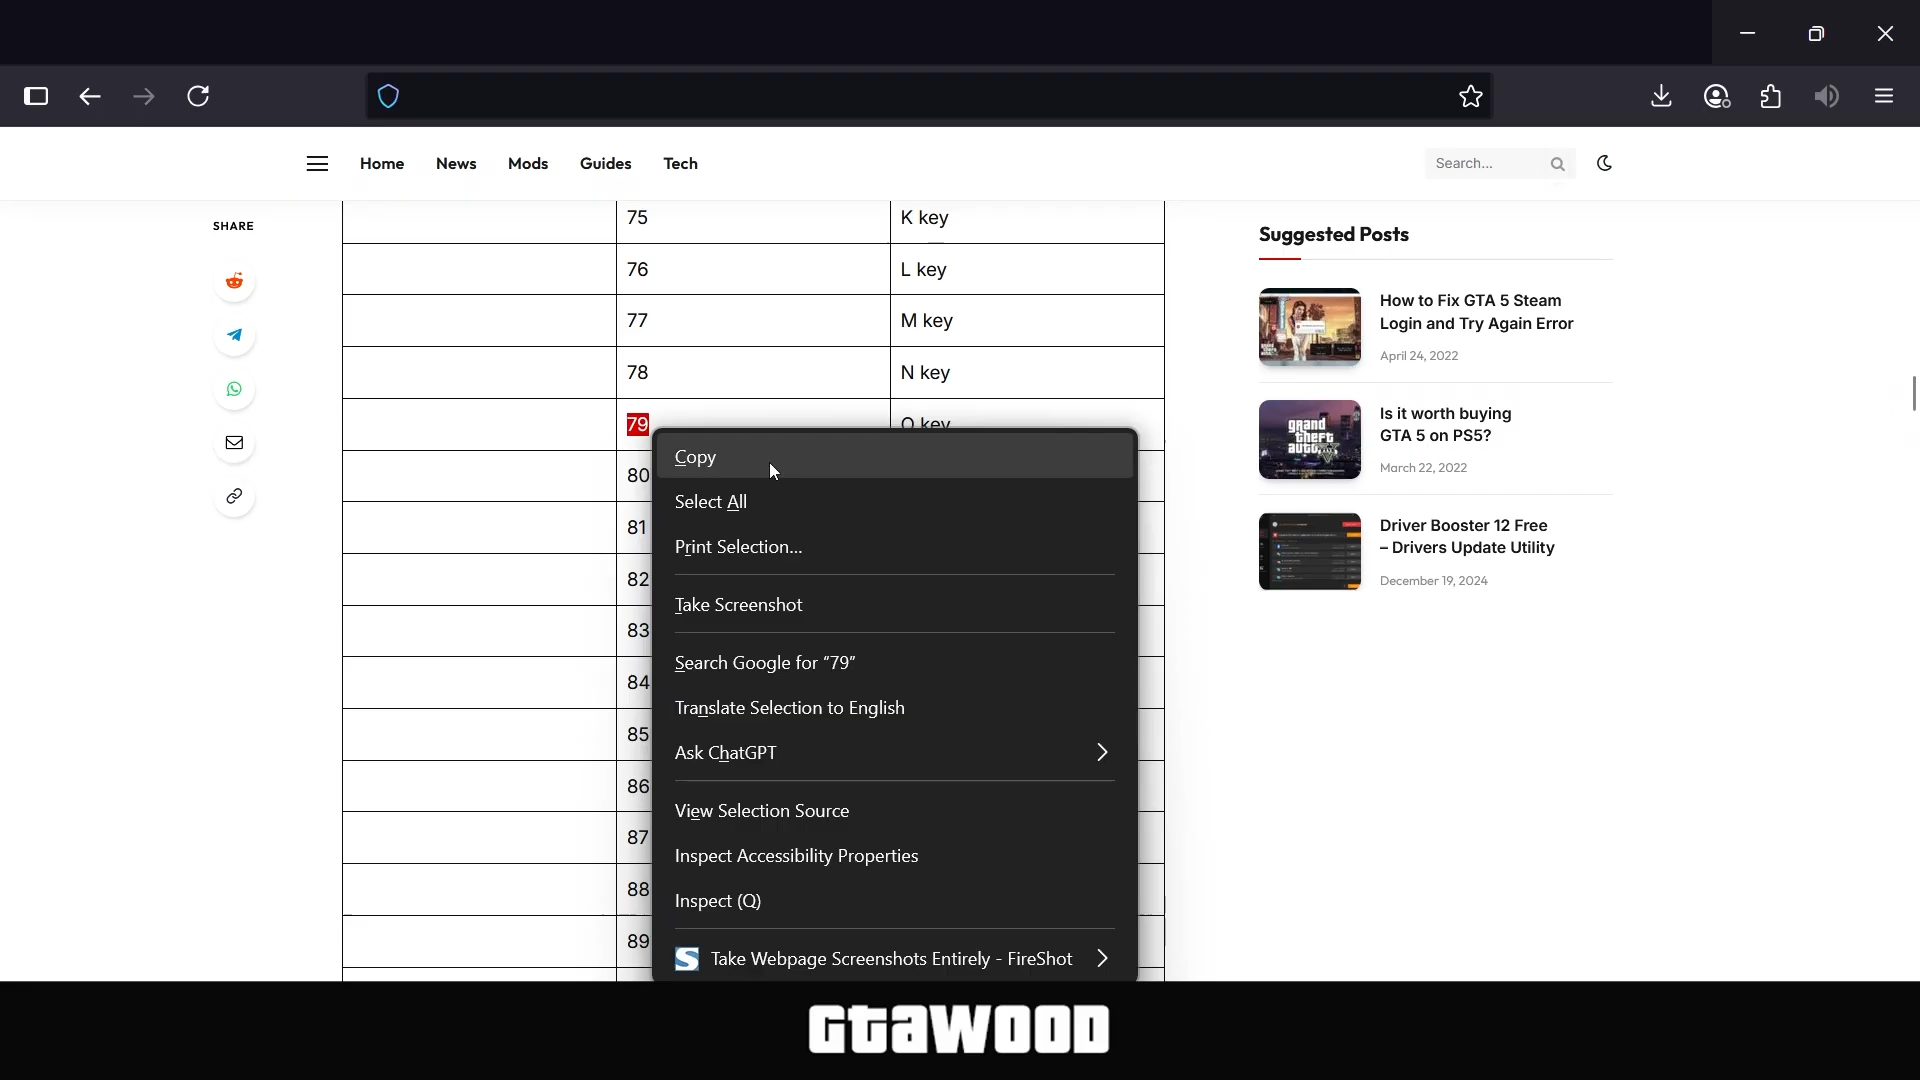 Home News Mods Guides Tech
Search...
SHARE
75 K key
76 L key
77 M key
78 N key
79 O key
80
81
82
83
84
85
86
87
88
89
Copy
Select All
Print Selection...
Take Screenshot
Search Google for “79”
Translate Selection to English
Ask ChatGPT
View Selection Source
Inspect Accessibility Properties
Inspect (Q)
Take Webpage Screenshots Entirely - FireShot
Suggested Posts
How to Fix GTA 5 Steam
Login and Try Again Error
April 24, 2022
grand
theft
auto
Is it worth buying
GTA 5 on PS5?
March 22, 2022
Driver Booster 12 Free
– Drivers Update Utility
December 19, 2024
GTAWOOD